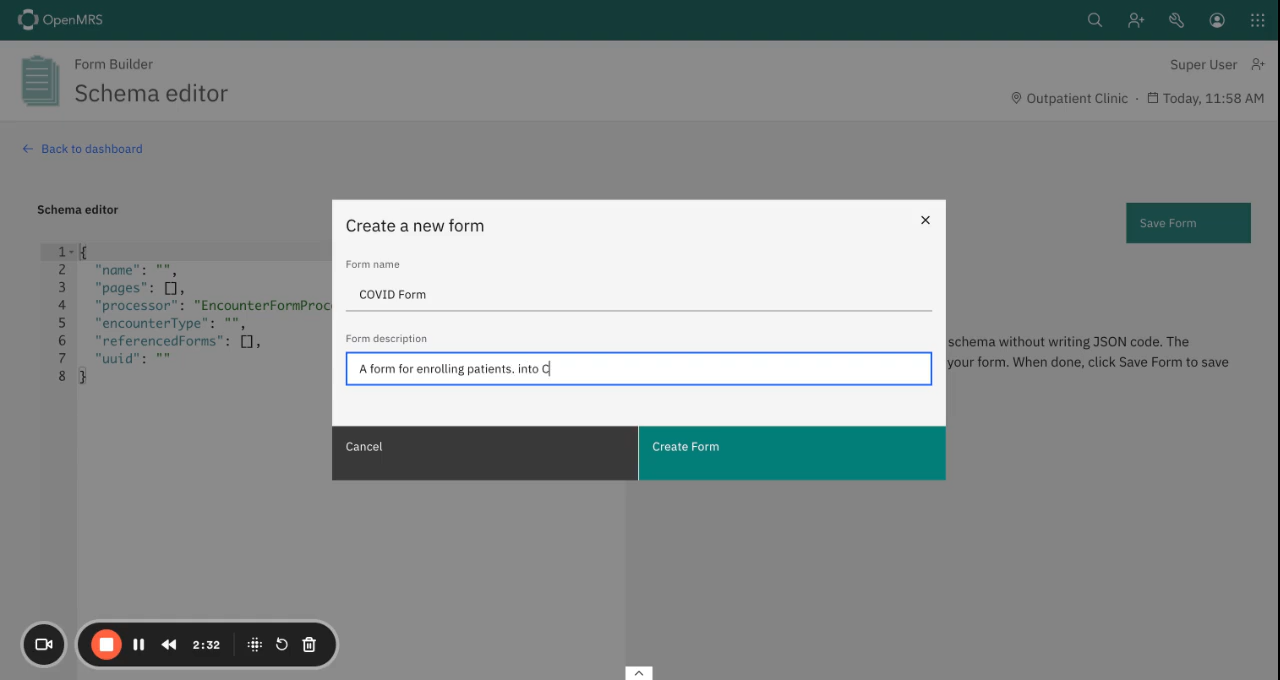 OpenMRS
Form Builder
Schema editor
Super User
Outpatient Clinic · Today, 11:58 AM
← Back to dashboard
Schema editor
Save Form
1 {
2 "name": "",
3 "pages": [],
4 "processor": "EncounterFormProc
5 "encounterType": "",
6 "referencedForms": [],
7 "uuid": ""
8 }
schema without writing JSON code. The
your form. When done, click Save Form to save
Create a new form
Form name
COVID Form
Form description
A form for enrolling patients. into C
Cancel
Create Form
2:32